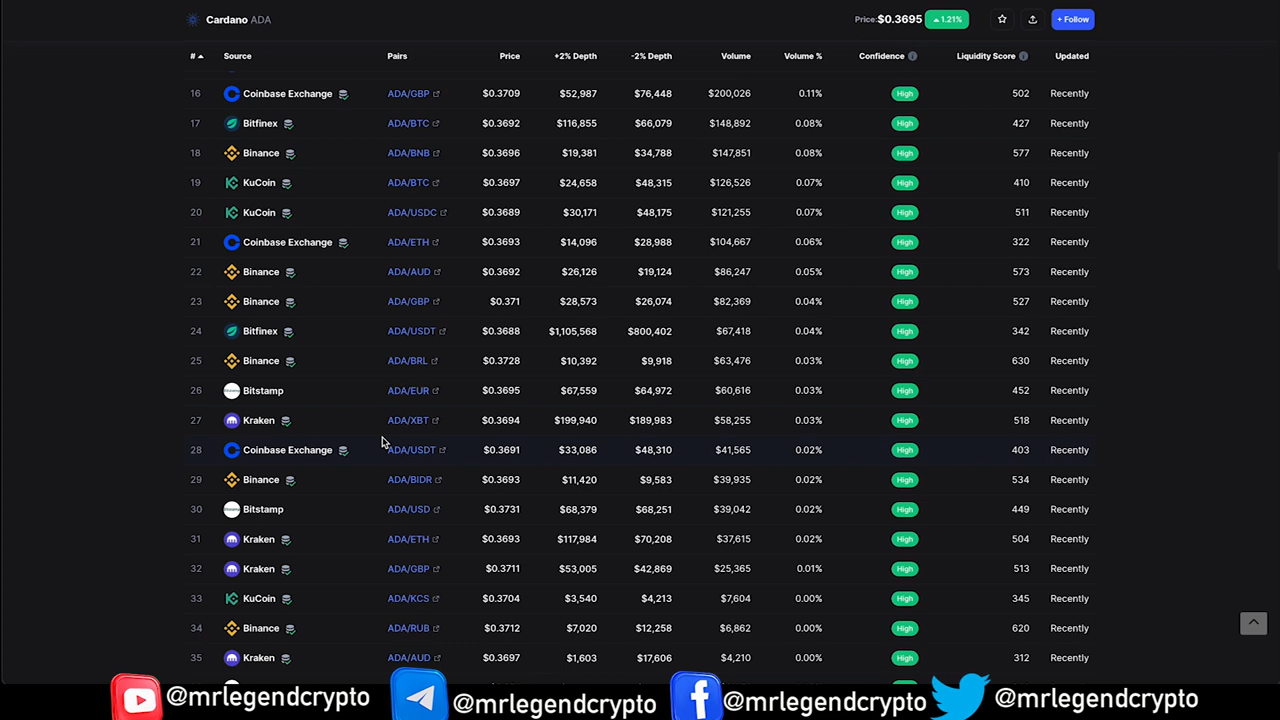 Cardano ADA Price:$0.3695 1.21% + Follow
# Source Pairs Price +2% Depth -2% Depth Volume Volume % Confidence Liquidity Score Updated
16 Coinbase Exchange ADA/GBP $0.3709 $52,987 $76,448 $200,026 0.11% High 502 Recently
17 Bitfinex ADA/BTC $0.3692 $116,855 $66,079 $148,892 0.08% High 427 Recently
18 Binance ADA/BNB $0.3696 $19,381 $34,788 $147,851 0.08% High 577 Recently
19 KuCoin ADA/BTC $0.3697 $24,658 $48,315 $126,526 0.07% High 410 Recently
20 KuCoin ADA/USDC $0.3689 $30,171 $48,175 $121,255 0.07% High 511 Recently
21 Coinbase Exchange ADA/ETH $0.3693 $14,096 $28,988 $104,667 0.06% High 322 Recently
22 Binance ADA/AUD $0.3692 $26,126 $19,124 $86,247 0.05% High 573 Recently
23 Binance ADA/GBP $0.371 $28,573 $26,074 $82,369 0.04% High 527 Recently
24 Bitfinex ADA/USDT $0.3688 $1,105,568 $800,402 $67,418 0.04% High 342 Recently
25 Binance ADA/BRL $0.3728 $10,392 $9,918 $63,476 0.03% High 630 Recently
26 Bitstamp ADA/EUR $0.3695 $67,559 $64,972 $60,616 0.03% High 452 Recently
27 Kraken ADA/XBT $0.3694 $199,940 $189,983 $58,255 0.03% High 518 Recently
28 Coinbase Exchange ADA/USDT $0.3691 $33,086 $48,310 $41,565 0.02% High 403 Recently
29 Binance ADA/BIDR $0.3693 $11,420 $9,583 $39,935 0.02% High 534 Recently
30 Bitstamp ADA/USD $0.3731 $68,379 $68,251 $39,042 0.02% High 449 Recently
31 Kraken ADA/ETH $0.3693 $117,984 $70,208 $37,615 0.02% High 504 Recently
32 Kraken ADA/GBP $0.3711 $53,005 $42,869 $25,365 0.01% High 513 Recently
33 KuCoin ADA/KCS $0.3704 $3,540 $4,213 $7,604 0.00% High 345 Recently
34 Binance ADA/RUB $0.3712 $7,020 $12,258 $6,862 0.00% High 620 Recently
35 Kraken ADA/AUD $0.3697 $1,603 $17,606 $4,210 0.00% High 312 Recently
@mrlegendcrypto @mrlegendcrypto @mrlegendcrypto @mrlegendcrypto